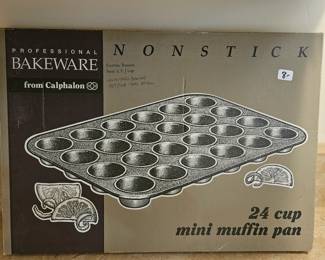 PROFESSIONAL
BAKEWARE
from Calphalon
NONSTICK
8-
24 cup
mini muffin pan